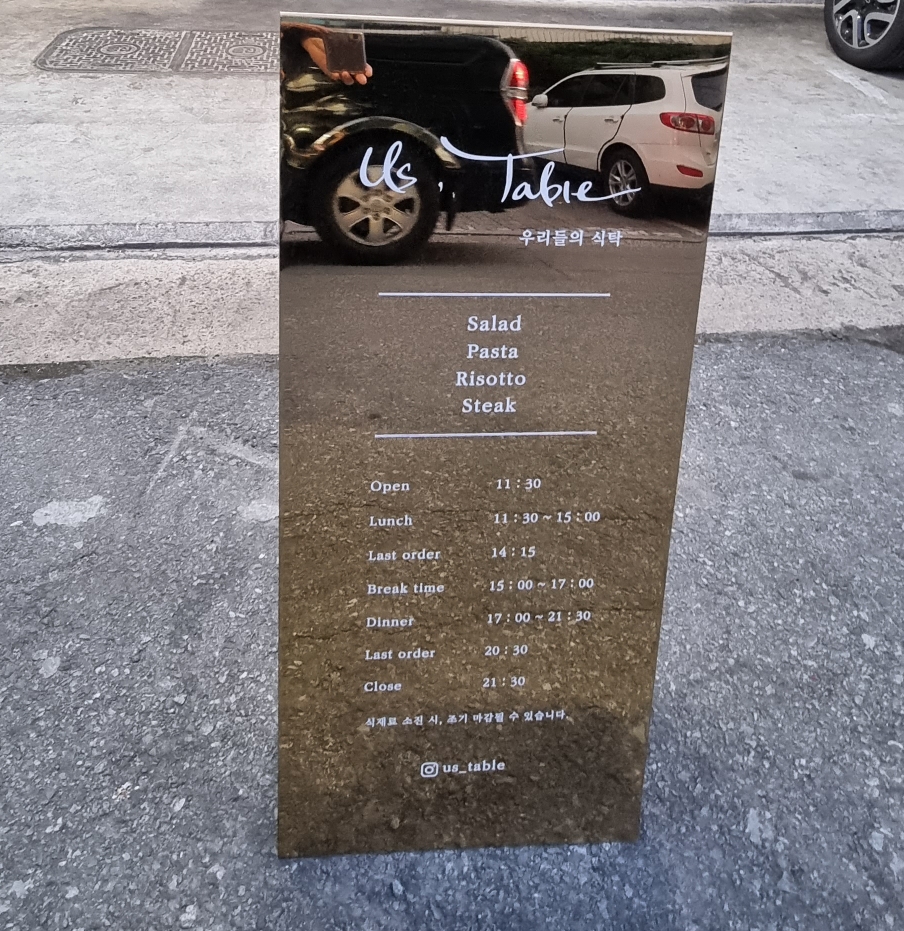 Us, Table
우리들의 식탁
Salad
Pasta
Risotto
Steak
Open 11 : 30
Lunch 11 : 30 ~ 15 : 00
Last order 14 : 15
Break time 15 : 00 ~ 17 : 00
Dinner 17 : 00 ~ 21 : 30
Last order 20 : 30
Close 21 : 30
식재료 소진 시, 조기 마감될 수 있습니다.
us_table